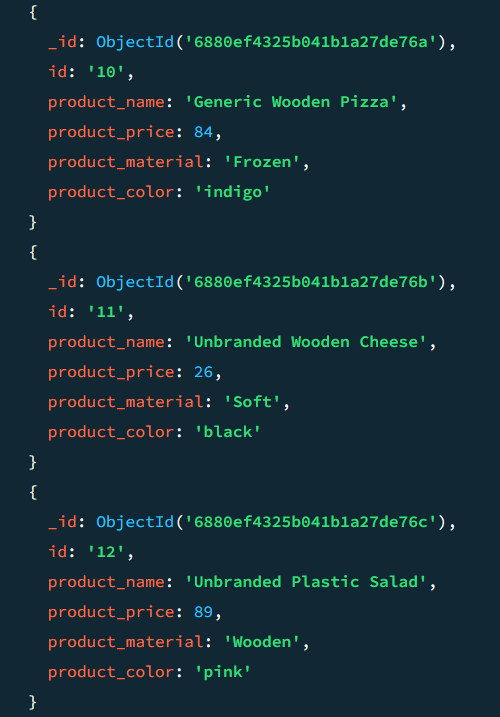 {
_id: ObjectId('6880ef4325b041b1a27de76a'),
id: '10',
product_name: 'Generic Wooden Pizza',
product_price: 84,
product_material: 'Frozen',
product_color: 'indigo'
}
{
_id: ObjectId('6880ef4325b041b1a27de76b'),
id: '11',
product_name: 'Unbranded Wooden Cheese',
product_price: 26,
product_material: 'Soft',
product_color: 'black'
}
{
_id: ObjectId('6880ef4325b041b1a27de76c'),
id: '12',
product_name: 'Unbranded Plastic Salad',
product_price: 89,
product_material: 'Wooden',
product_color: 'pink'
}